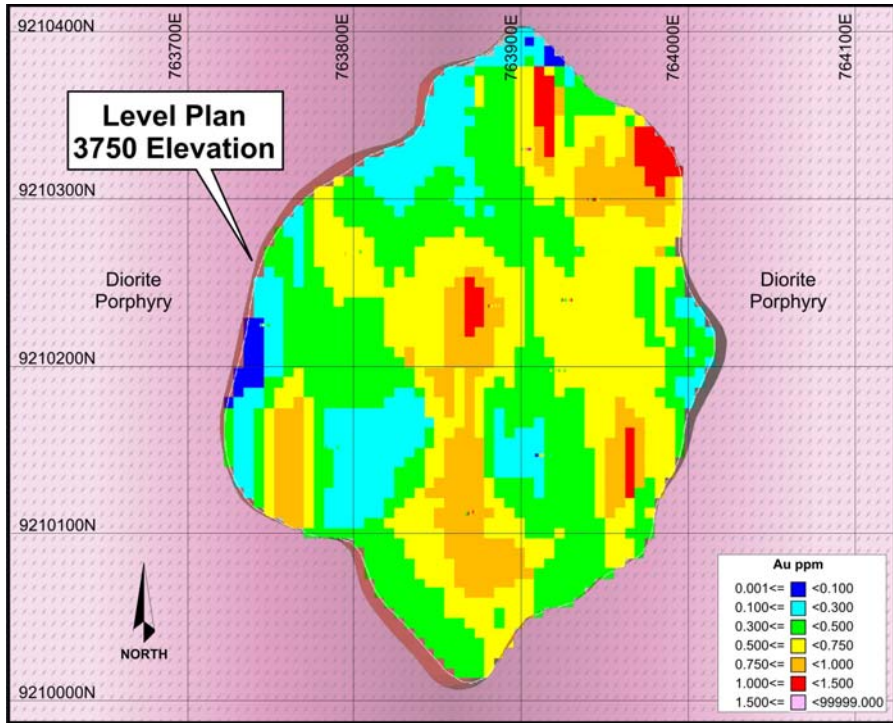 9210400N
763700E
763800E
763900E
764000E
764100E
Level Plan
3750 Elevation
9210300N
Diorite
Porphyry
Diorite
Porphyry
9210200N
9210100N
9210000N
NORTH
Au ppm
0.001<= <0.100
0.100<= <0.300
0.300<= <0.500
0.500<= <0.750
0.750<= <1.000
1.000<= <1.500
1.500<= <99999.000